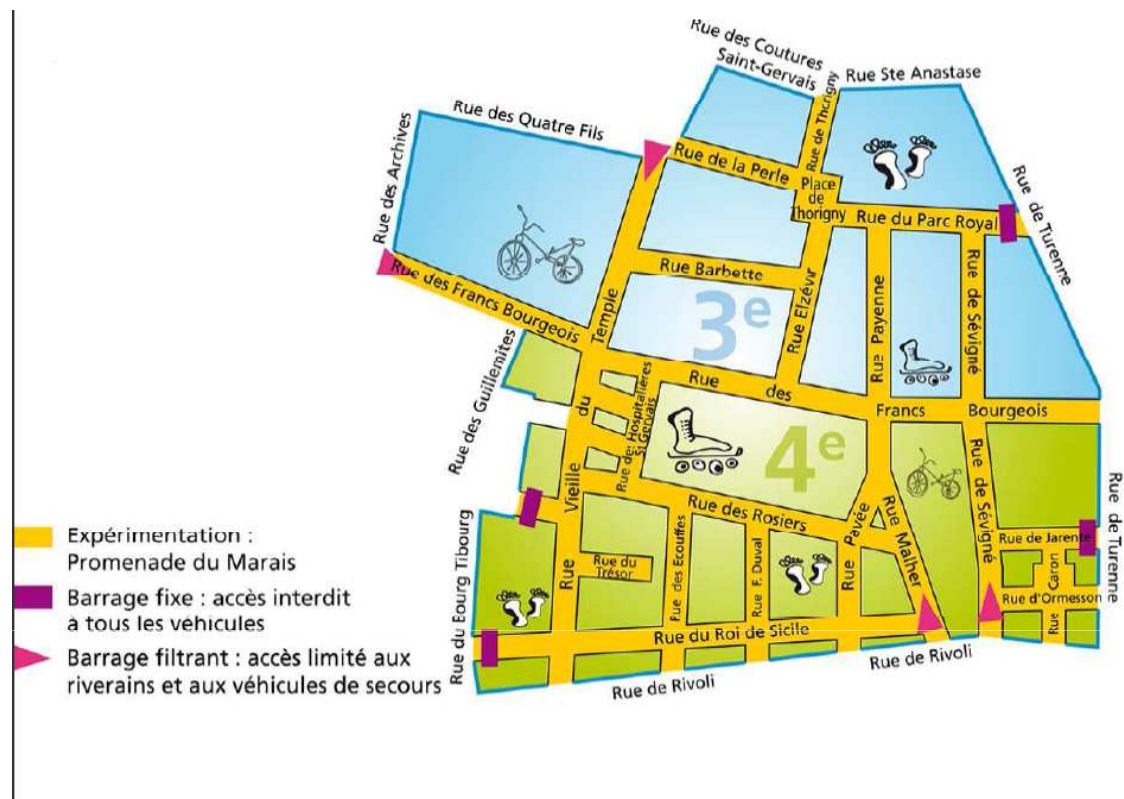 Rue des Coutures
Saint-Gervais
Rue Ste Anastase
Rue de Thorigny
Rue des Quatre Fils
Rue des Archives
Rue de la Perle
Place
de
Thorigny
Rue du Parc Royal
Rue de Turenne
Rue Barbette
Rue Elzévir
Rue Payenne
Rue de Sévigné
3e
Rue des Francs Bourgeois
Rue des Guillemites
Rue Vieille du Temple
Rue des Hospitalières
St Gervais
Rue des Francs Bourgeois
4e
Rue des Rosiers
Rue Pavée
Rue Malher
Rue de Sévigné
Rue de Turenne
Rue de Jarente
Rue Caron
Rue d'Ormesson
Rue du
Trésor
Rue des Ecouffes
Rue F. Duval
Rue du Bourg Tibourg
Rue du Roi de Sicile
Rue de Rivoli
Rue de Rivoli
Expérimentation :
Promenade du Marais
Barrage fixe : accès interdit
à tous les véhicules
Barrage filtrant : accès limité aux
riverains et aux véhicules de secours